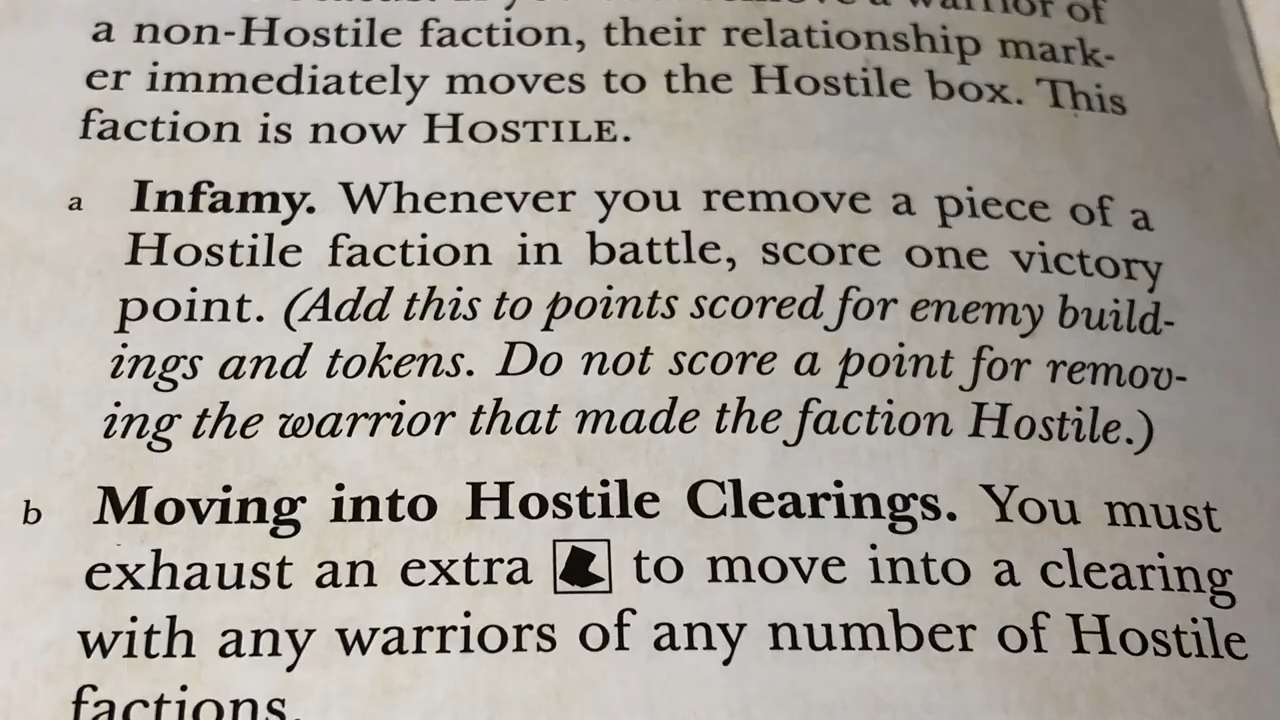 warrior of
a non-Hostile faction, their relationship mark-
er immediately moves to the Hostile box. This
faction is now HOSTILE.
a Infamy. Whenever you remove a piece of a
Hostile faction in battle, score one victory
point. (Add this to points scored for enemy build-
ings and tokens. Do not score a point for remov-
ing the warrior that made the faction Hostile.)
b Moving into Hostile Clearings. You must
exhaust an extra to move into a clearing
with any warriors of any number of Hostile
factions.